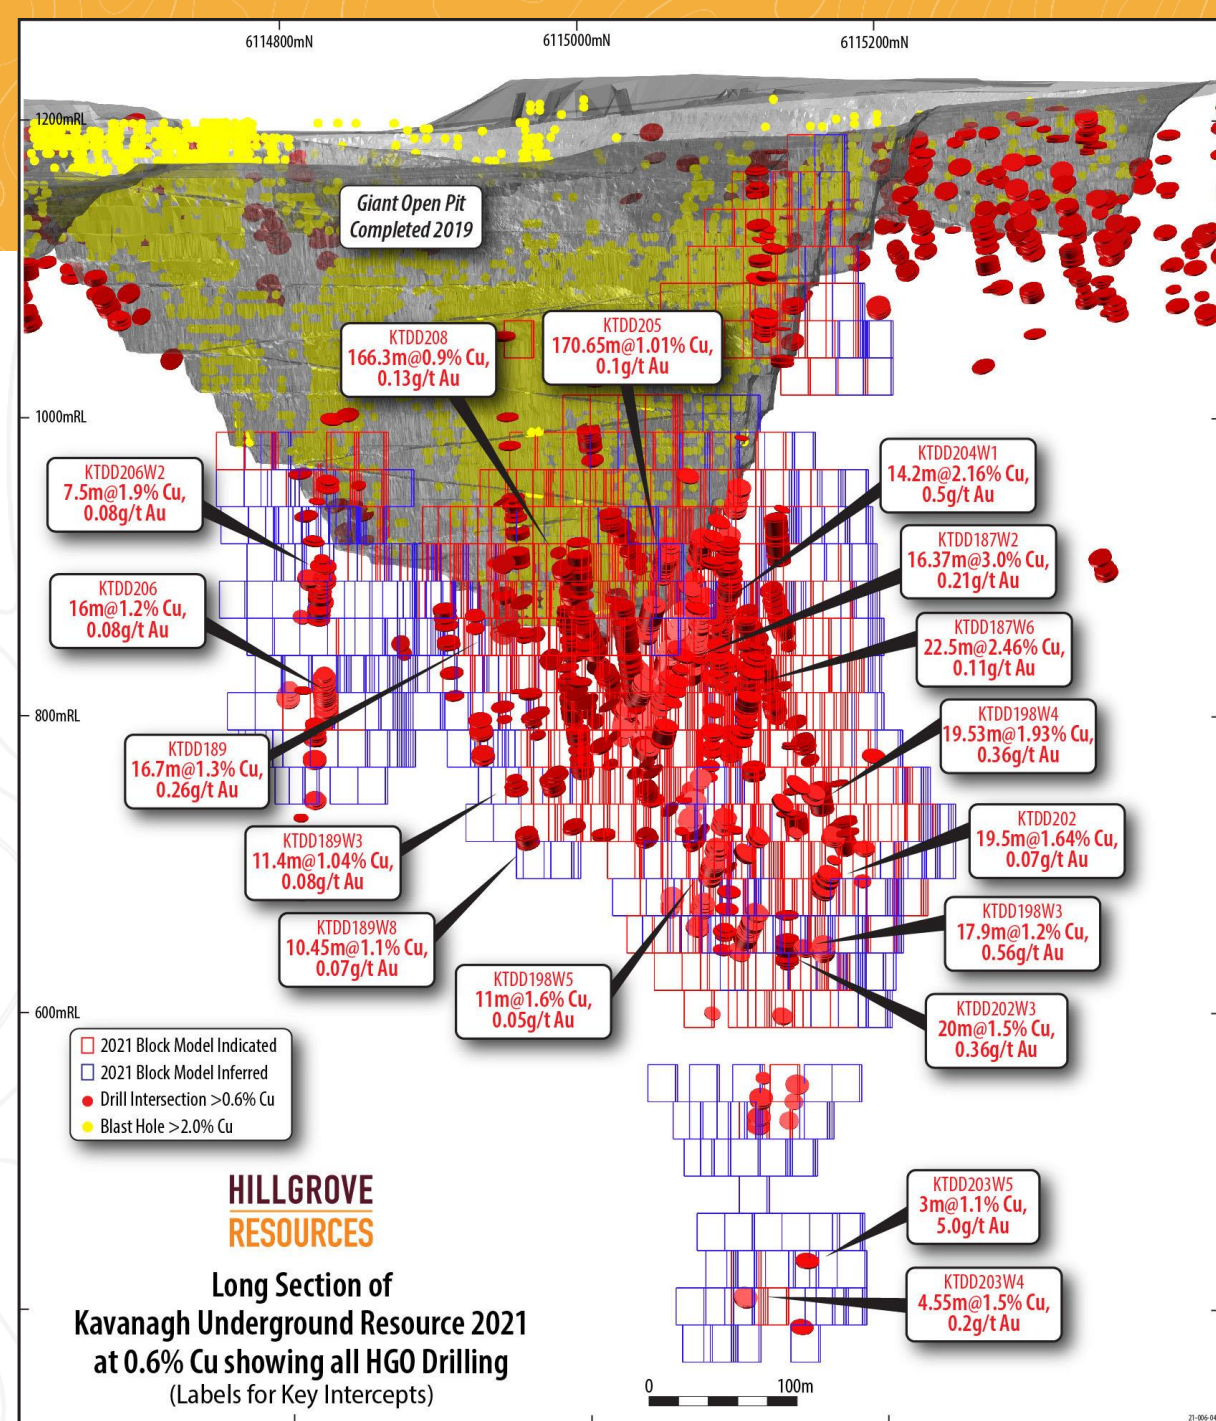 6114800mN
6115000mN
6115200mN
1200mRL
Giant Open Pit
Completed 2019
KTDD208
166.3m@0.9% Cu,
0.13g/t Au
KTDD205
170.65m@1.01% Cu,
0.1g/t Au
1000mRL
KTDD206W2
7.5m@1.9% Cu,
0.08g/t Au
KTDD204W1
14.2m@2.16% Cu,
0.5g/t Au
KTDD187W2
16.37m@3.0% Cu,
0.21g/t Au
KTDD206
16m@1.2% Cu,
0.08g/t Au
KTDD187W6
22.5m@2.46% Cu,
0.11g/t Au
800mRL
KTDD198W4
19.53m@1.93% Cu,
0.36g/t Au
KTDD189
16.7m@1.3% Cu,
0.26g/t Au
KTDD202
19.5m@1.64% Cu,
0.07g/t Au
KTDD189W3
11.4m@1.04% Cu,
0.08g/t Au
KTDD198W3
17.9m@1.2% Cu,
0.56g/t Au
KTDD189W8
10.45m@1.1% Cu,
0.07g/t Au
KTDD198W5
11m@1.6% Cu,
0.05g/t Au
600mRL
KTDD202W3
20m@1.5% Cu,
0.36g/t Au
2021 Block Model Indicated
2021 Block Model Inferred
Drill Intersection >0.6% Cu
Blast Hole >2.0% Cu
HILLGROVE
RESOURCES
KTDD203W5
3m@1.1% Cu,
5.0g/t Au
KTDD203W4
4.55m@1.5% Cu,
0.2g/t Au
Long Section of
Kavanagh Underground Resource 2021
at 0.6% Cu showing all HGO Drilling
(Labels for Key Intercepts)
0 100m
21-006-04